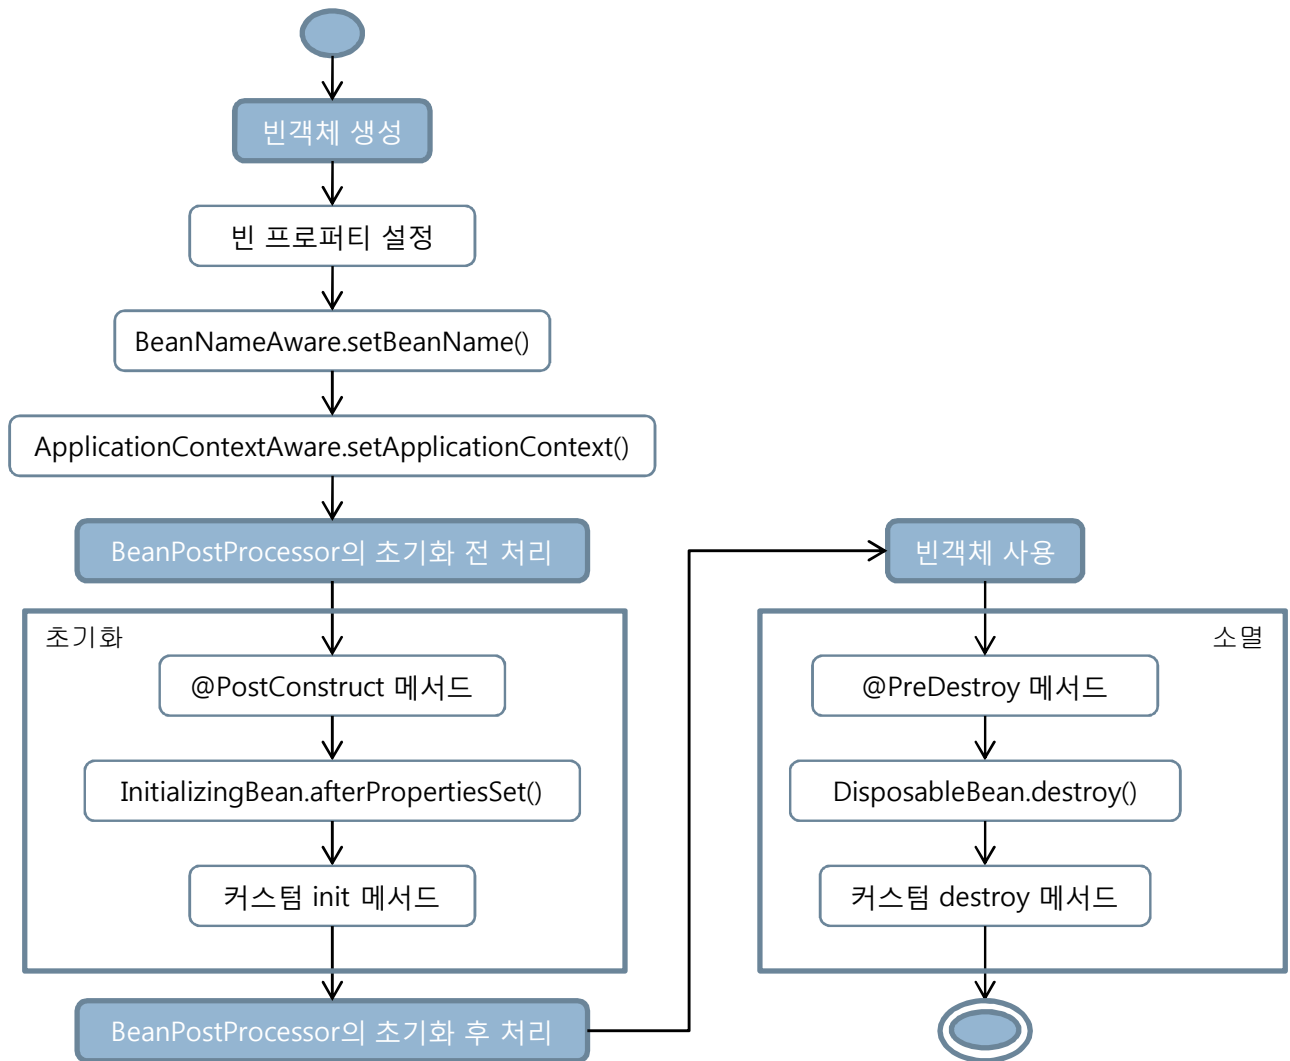 빈객체 생성
빈 프로퍼티 설정
BeanNameAware.setBeanName()
ApplicationContextAware.setApplicationContext()
BeanPostProcessor의 초기화 전 처리
초기화
@PostConstruct 메서드
InitializingBean.afterPropertiesSet()
커스텀 init 메서드
BeanPostProcessor의 초기화 후 처리
빈객체 사용
소멸
@PreDestroy 메서드
DisposableBean.destroy()
커스텀 destroy 메서드